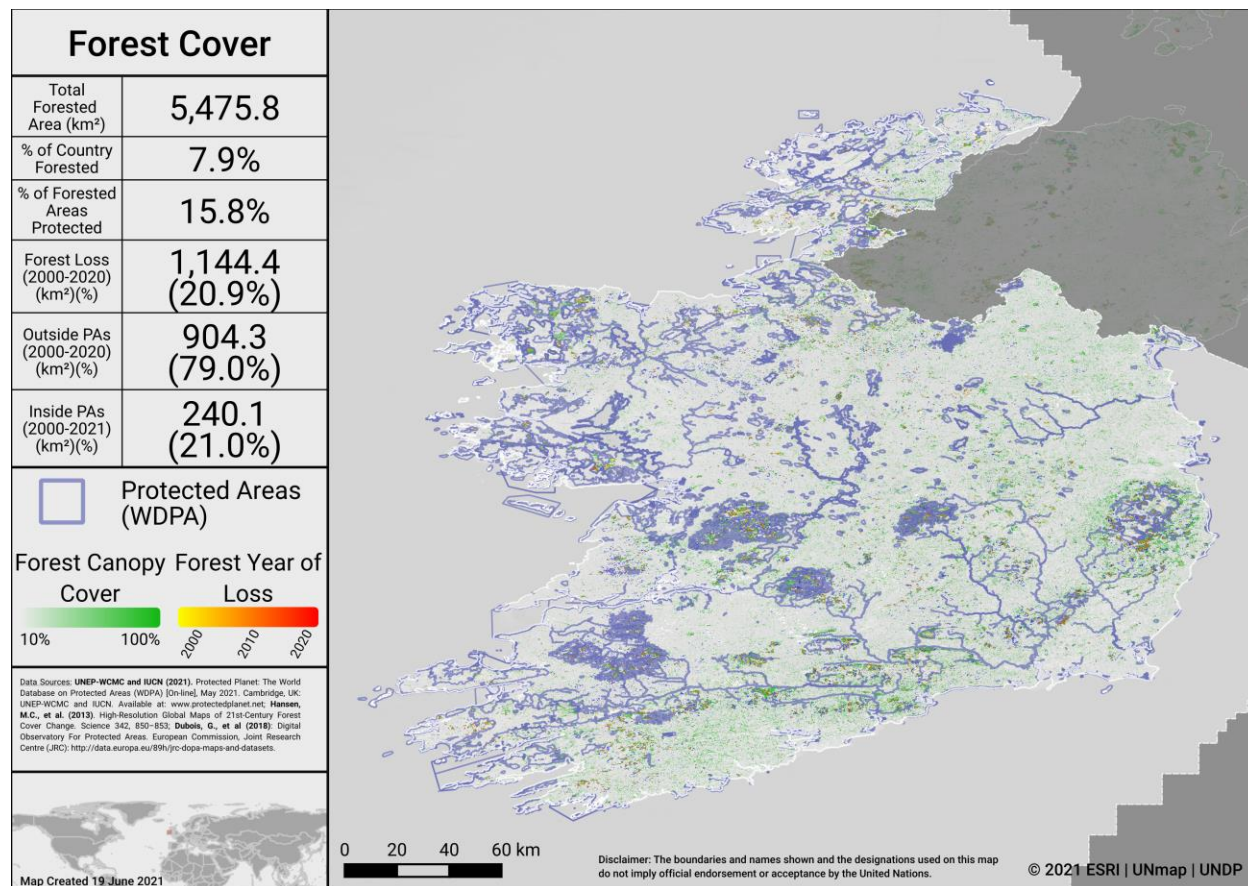 Forest Cover
Total
Forested
Area (km²)
5,475.8
% of Country
Forested
7.9%
% of Forested
Areas
Protected
15.8%
Forest Loss
(2000-2020)
(km²)(%)
1,144.4
(20.9%)
Outside PAs
(2000-2020)
(km²)(%)
904.3
(79.0%)
Inside PAs
(2000-2021)
(km²)(%)
240.1
(21.0%)
Protected Areas
(WDPA)
Forest Canopy
Cover
10% 100%
Forest Year of
Loss
2000 2010 2020
Data Sources: UNEP-WCMC and IUCN (2021). Protected Planet: The World
Database on Protected Areas (WDPA) [On-line], May 2021. Cambridge, UK:
UNEP-WCMC and IUCN. Available at: www.protectedplanet.net; Hansen,
M.C., et al. (2013). High-Resolution Global Maps of 21st-Century Forest
Cover Change. Science 342, 850–853; Dubois, G., et al (2018): Digital
Observatory For Protected Areas. European Commission, Joint Research
Centre (JRC): http://data.europa.eu/89h/jrc-dopa-maps-and-datasets.
Map Created 19 June 2021
0 20 40 60 km
Disclaimer: The boundaries and names shown and the designations used on this map
do not imply official endorsement or acceptance by the United Nations.
© 2021 ESRI | UNmap | UNDP